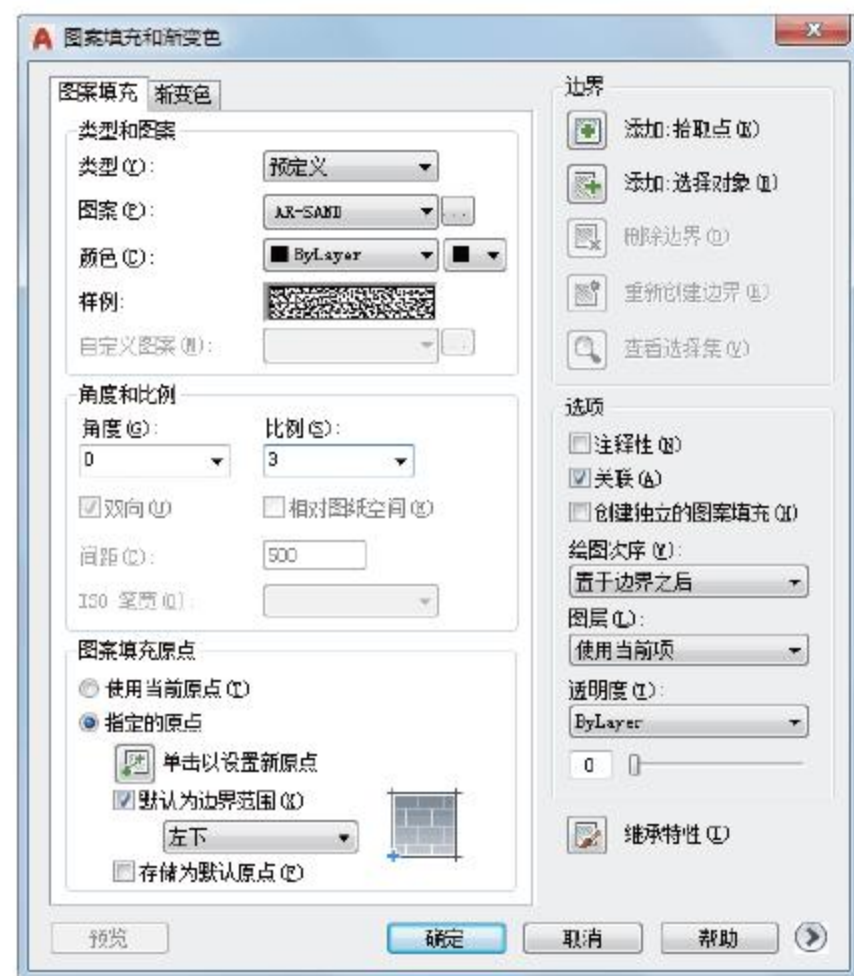 图案填充和渐变色
图案填充 渐变色
类型和图案
类型(Y): 预定义
图案(P): AR-SAND
颜色(C): ByLayer
样例:
自定义图案(M):
角度和比例
角度(G): 比例(S):
0 3
双向(U) 相对图纸空间(E)
间距(C): 500
ISO 笔宽(O):
图案填充原点
使用当前原点(T)
指定的原点
单击以设置新原点
默认为边界范围(X)
左下
存储为默认原点(F)
预览
边界
添加:拾取点(K)
添加:选择对象(B)
删除边界(D)
重新创建边界(R)
查看选择集(V)
选项
注释性(N)
关联(A)
创建独立的图案填充(H)
绘图次序(W):
置于边界之后
图层(L):
使用当前项
透明度(T):
ByLayer
0
继承特性(I)
确定 取消 帮助